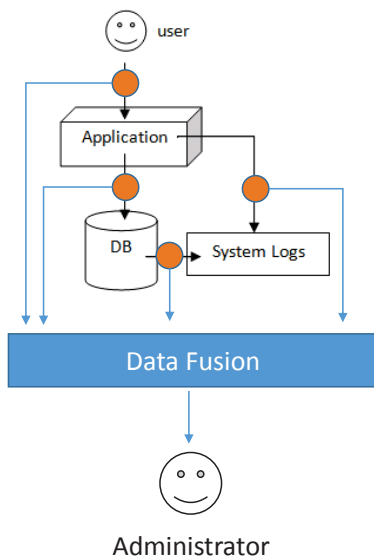 user
Application
DB
System Logs
Data Fusion
Administrator